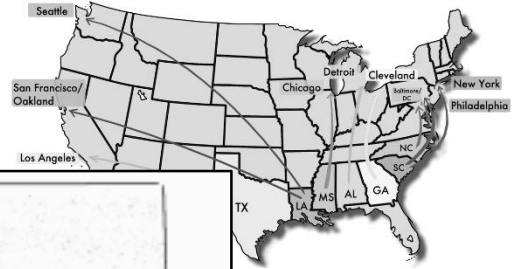 Seattle
San Francisco/
Oakland
Los Angeles
Chicago
Detroit
Cleveland
Baltimore/
DC
New York
Philadelphia
NC
SC
TX
LA
MS
AL
GA